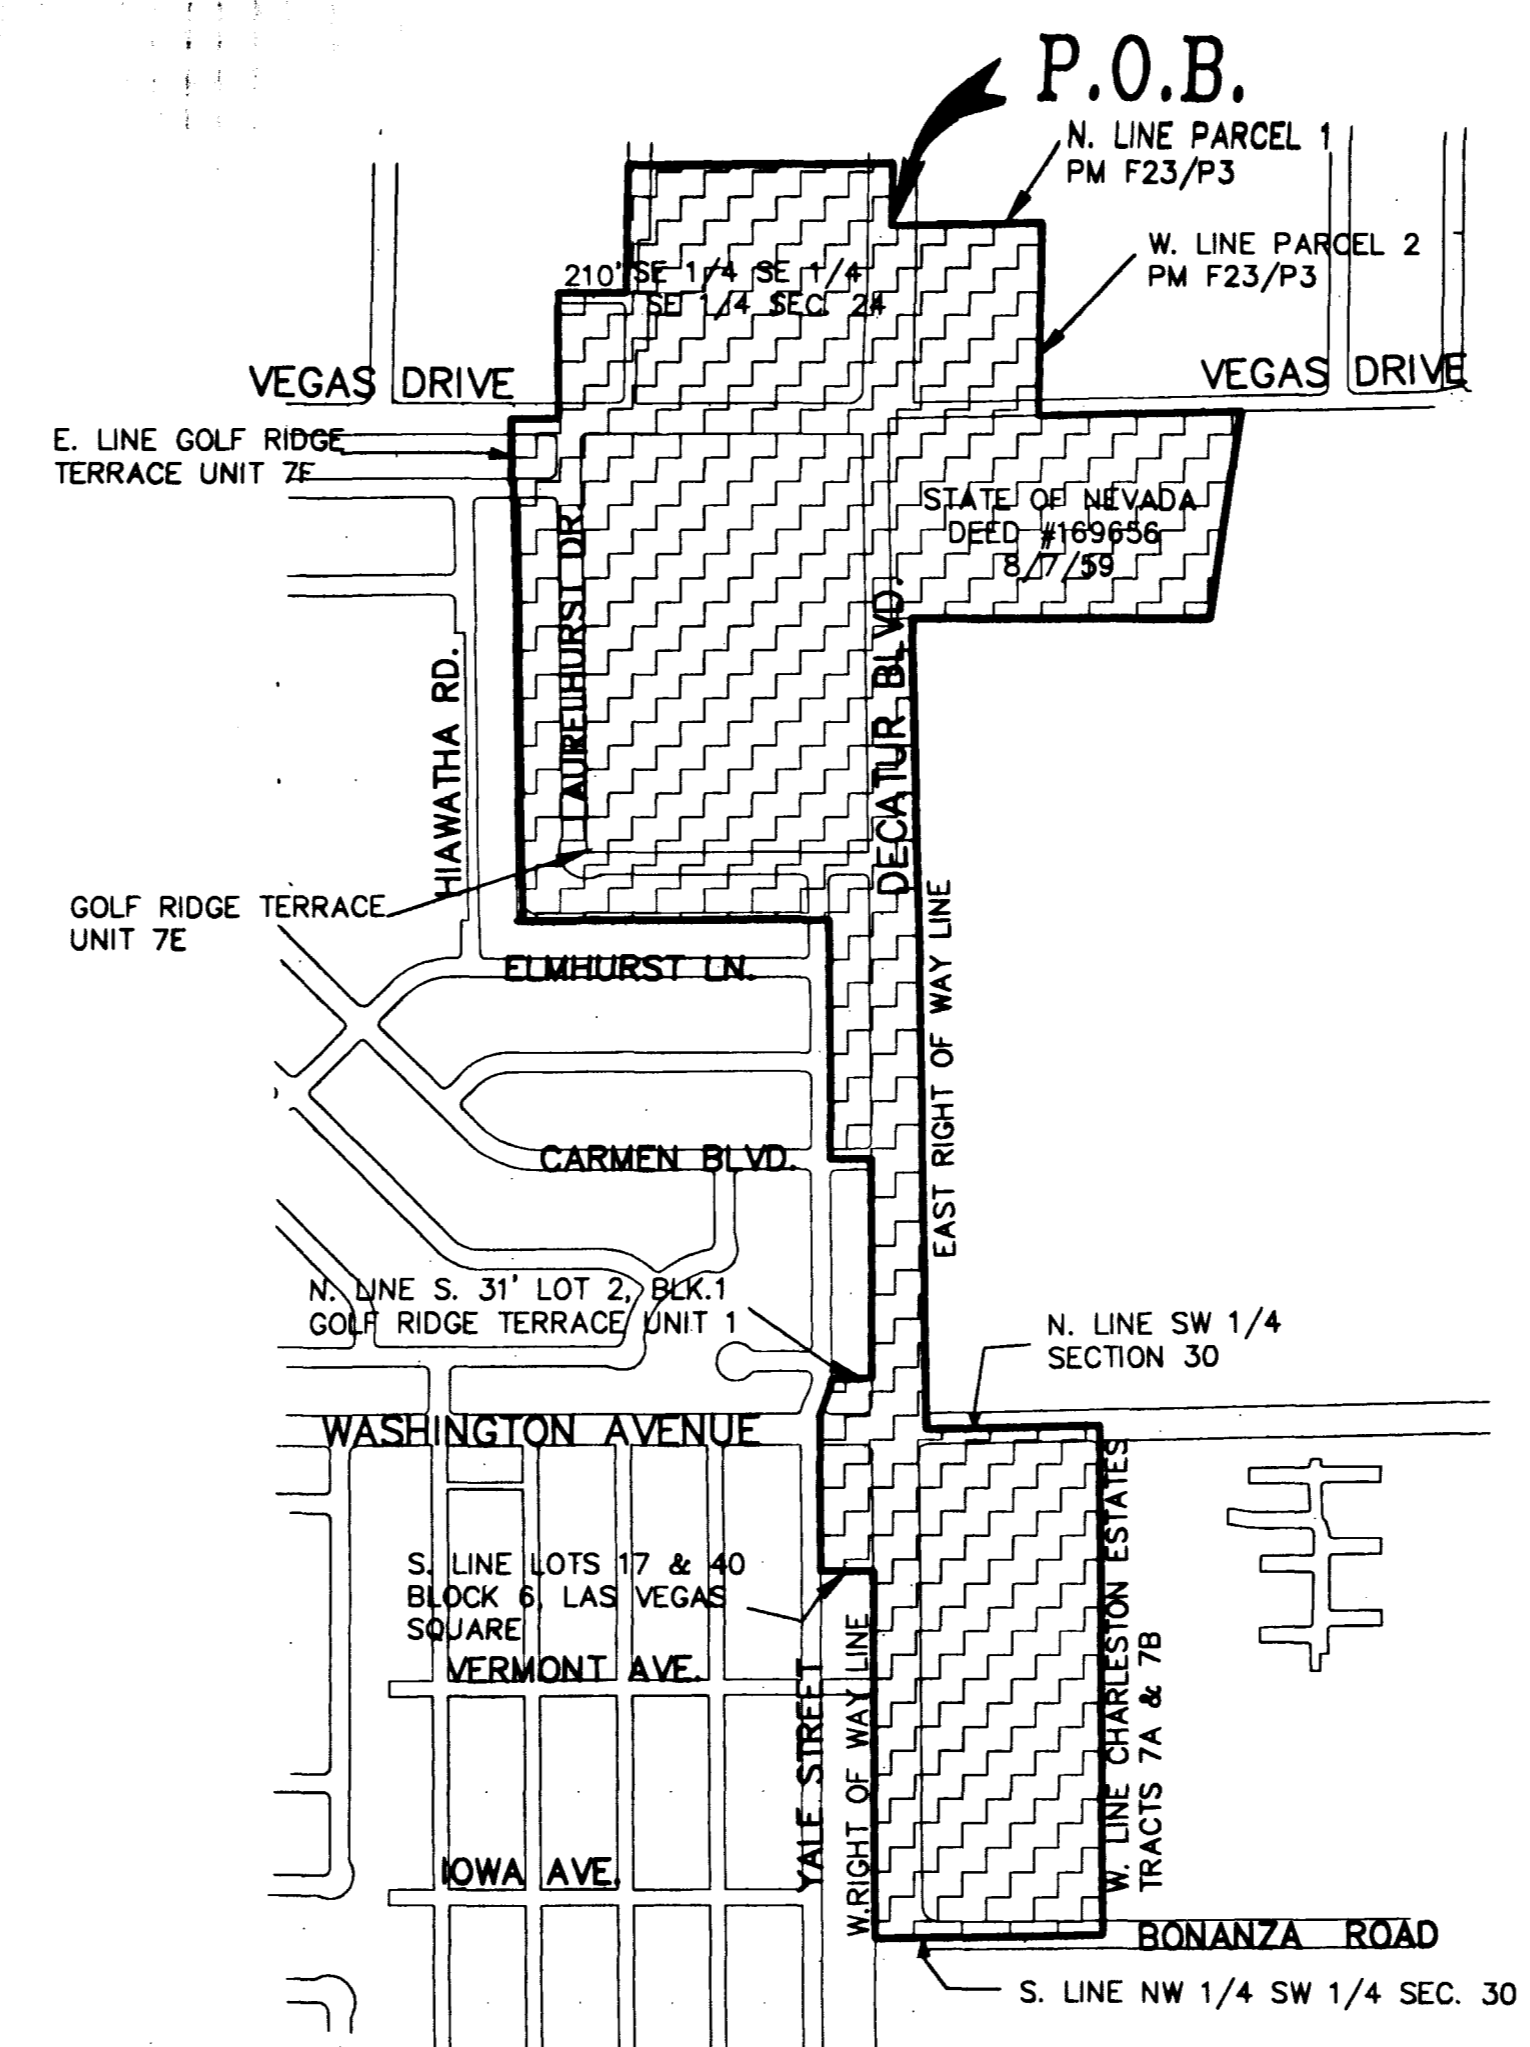 P.O.B.
N. LINE PARCEL 1
PM F23/P3
W. LINE PARCEL 2
PM F23/P3
210' SE 1/4 SE 1/4
SE 1/4 SEC. 24
VEGAS DRIVE
VEGAS DRIVE
E. LINE GOLF RIDGE
TERRACE UNIT 7E
STATE OF NEVADA
DEED #169656
8/7/59
LAURELHURST DR.
HIAWATHA RD.
DECATUR BLVD.
GOLF RIDGE TERRACE
UNIT 7E
ELMHURST LN.
EAST RIGHT OF WAY LINE
CARMEN BLVD.
N. LINE S. 31' LOT 2, BLK.1
GOLF RIDGE TERRACE UNIT 1
N. LINE SW 1/4
SECTION 30
WASHINGTON AVENUE
S. LINE LOTS 17 & 40
BLOCK 6, LAS VEGAS
SQUARE
VERMONT AVE.
YALE STREET
W.RIGHT OF WAY LINE
W. LINE CHARLESTON ESTATES
TRACTS 7A & 7B
IOWA AVE.
BONANZA ROAD
S. LINE NW 1/4 SW 1/4 SEC. 30